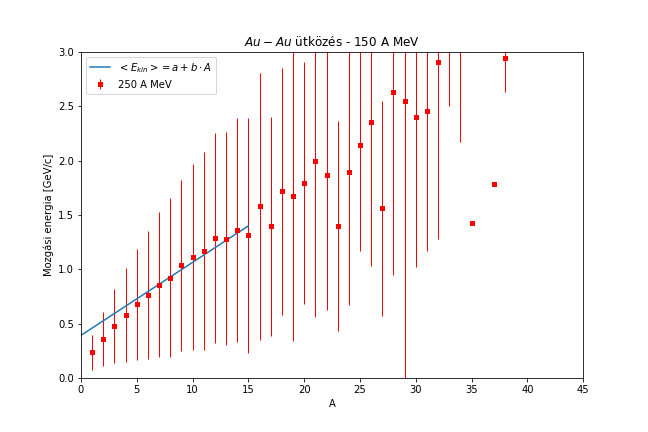 Au − Au ütközés - 150 A MeV
< E_kin > = a + b · A
250 A MeV
Mozgási energia [GeV/c]
3.0
2.5
2.0
1.5
1.0
0.5
0.0
0 5 10 15 20 25 30 35 40 45
A